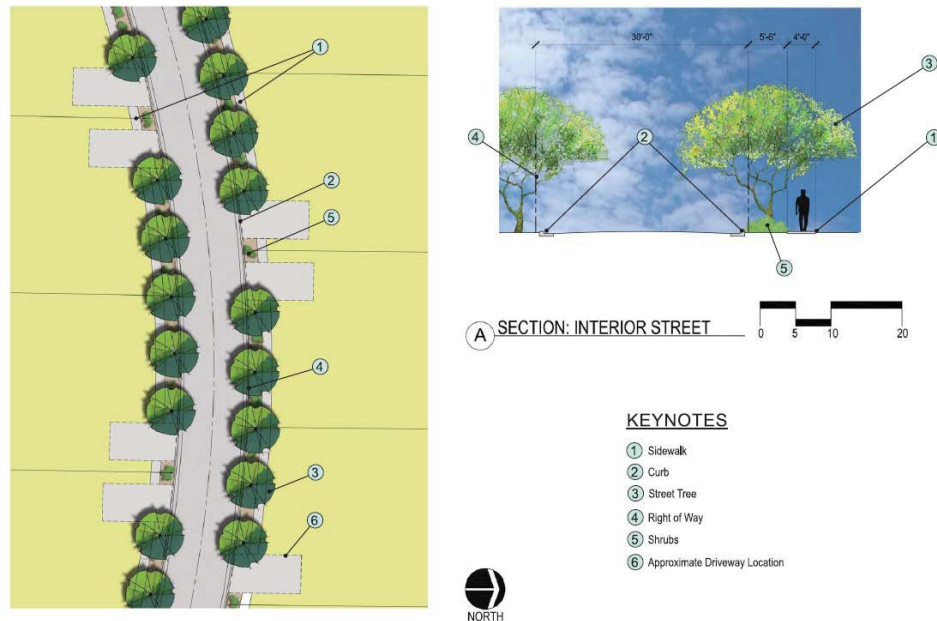 1
2
5
4
3
6
30'-0"
5'-6"
4'-0"
3
4
2
1
5
A SECTION: INTERIOR STREET
0 5 10 20
KEYNOTES
1 Sidewalk
2 Curb
3 Street Tree
4 Right of Way
5 Shrubs
6 Approximate Driveway Location
NORTH